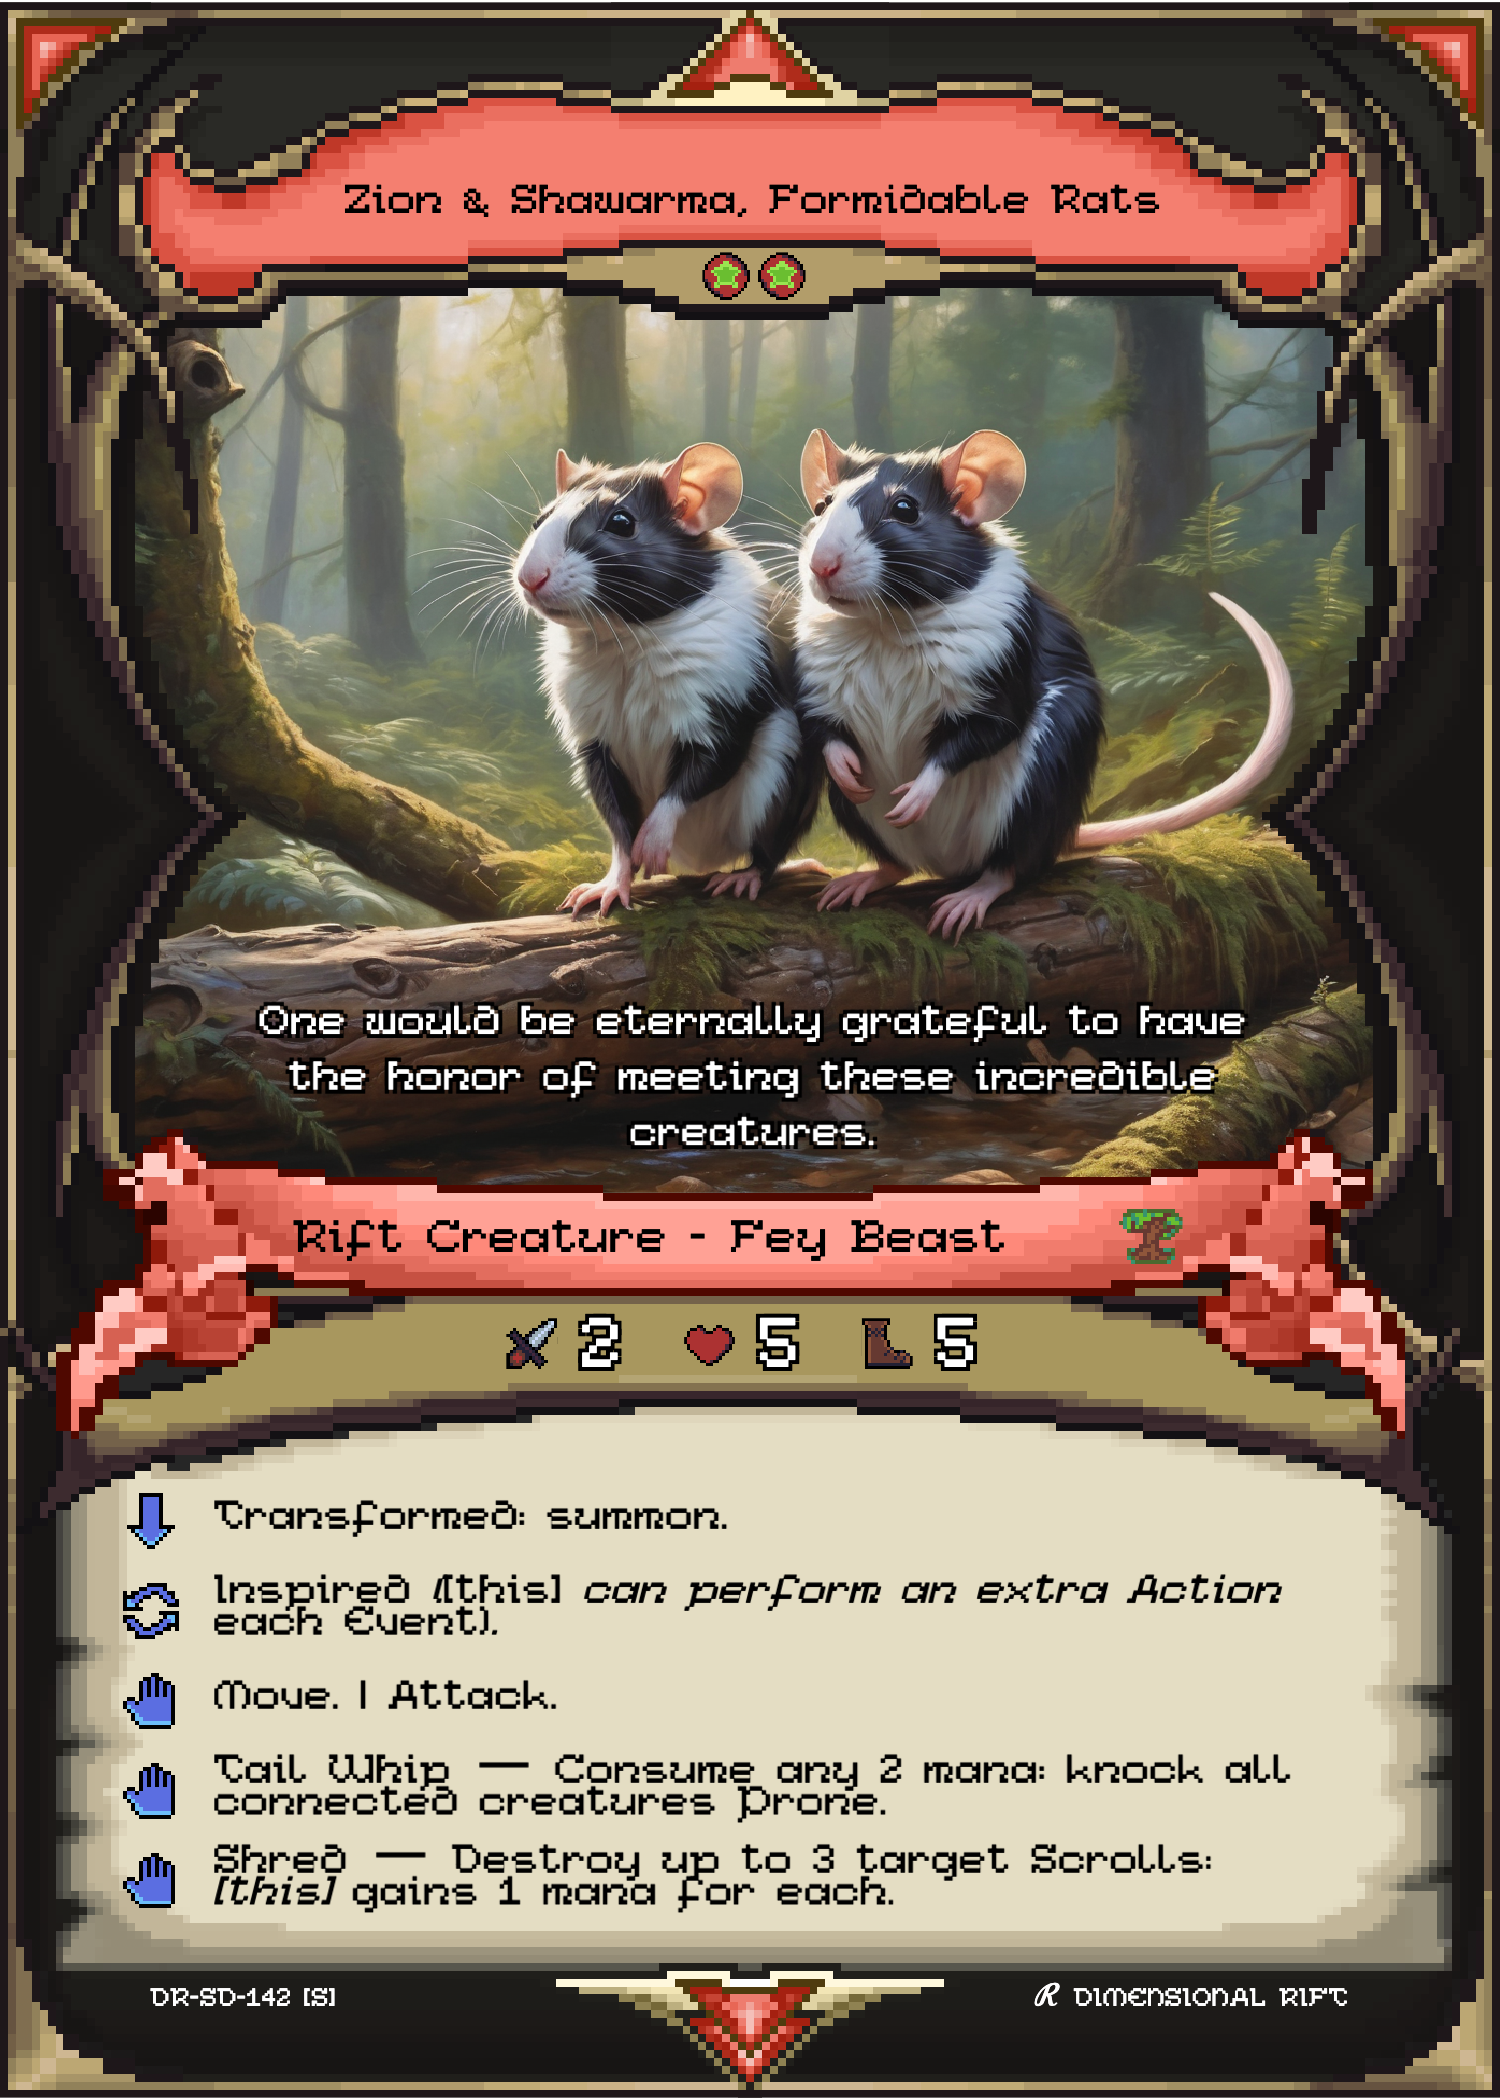 Zion & Shawarma, Formidable Rats
One would be eternally grateful to have
the honor of meeting these incredible
creatures.
Rift Creature - Fey Beast
2 5 5
Transformed: summon.
Inspired ([this] can perform an extra Action
each Event).
Move. | Attack.
Tail Whip — Consume any 2 mana: knock all
connected creatures Prone.
Shred — Destroy up to 3 target Scrolls:
[this] gains 1 mana for each.
DR-SD-142 [S]
R DIMENSIONAL RIFT